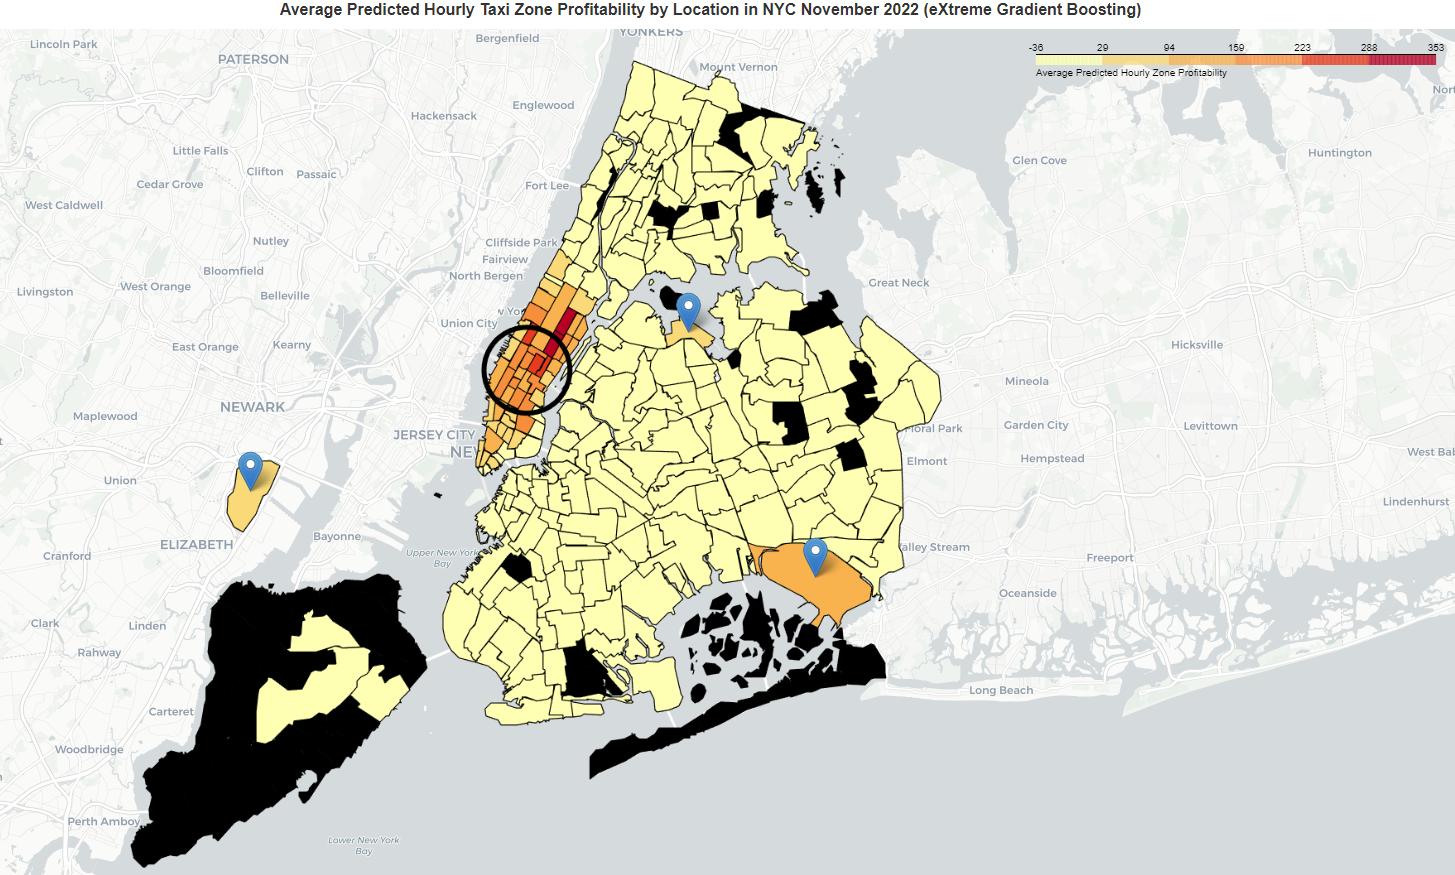 Average Predicted Hourly Taxi Zone Profitability by Location in NYC November 2022 (eXtreme Gradient Boosting)
YONKERS
Bergenfield
Lincoln Park
-36 29 94 159 223 288 353
PATERSON
Mount Vernon
Average Predicted Hourly Zone Profitability
Nort
Englewood
Hackensack
Little Falls
Huntington
Glen Cove
Clifton
Passaic
Cedar Grove
Fort Lee
West Caldwell
Nutley
Cliffside Park
Fairview
Bloomfield
North Bergen
Great Neck
West Orange
Livingston
Belleville
w Yo
Union City
East Orange
Kearny
Hicksville
Mineola
NEWARK
Maplewood
Floral Park
Garden City
Levittown
JERSEY CITY
NEW
West Bab
Elmont
Hempstead
Union
Lindenhurst
Bayonne
ELIZABETH
Valley Stream
Upper New York
Bay
Cranford
Freeport
Oceanside
Clark
Linden
Rahway
Long Beach
Carteret
Woodbridge
Perth Amboy
Lower New York
Bay